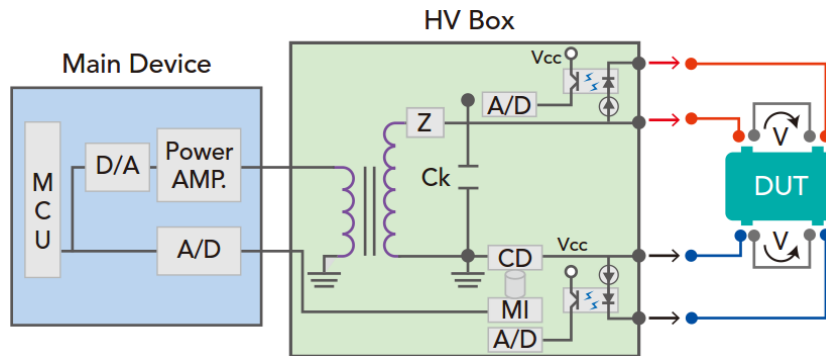 HV Box
Main Device
Vcc
A/D
Z
D/A
Power
AMP.
M
C
U
Ck
V
DUT
V
A/D
CD
Vcc
MI
A/D